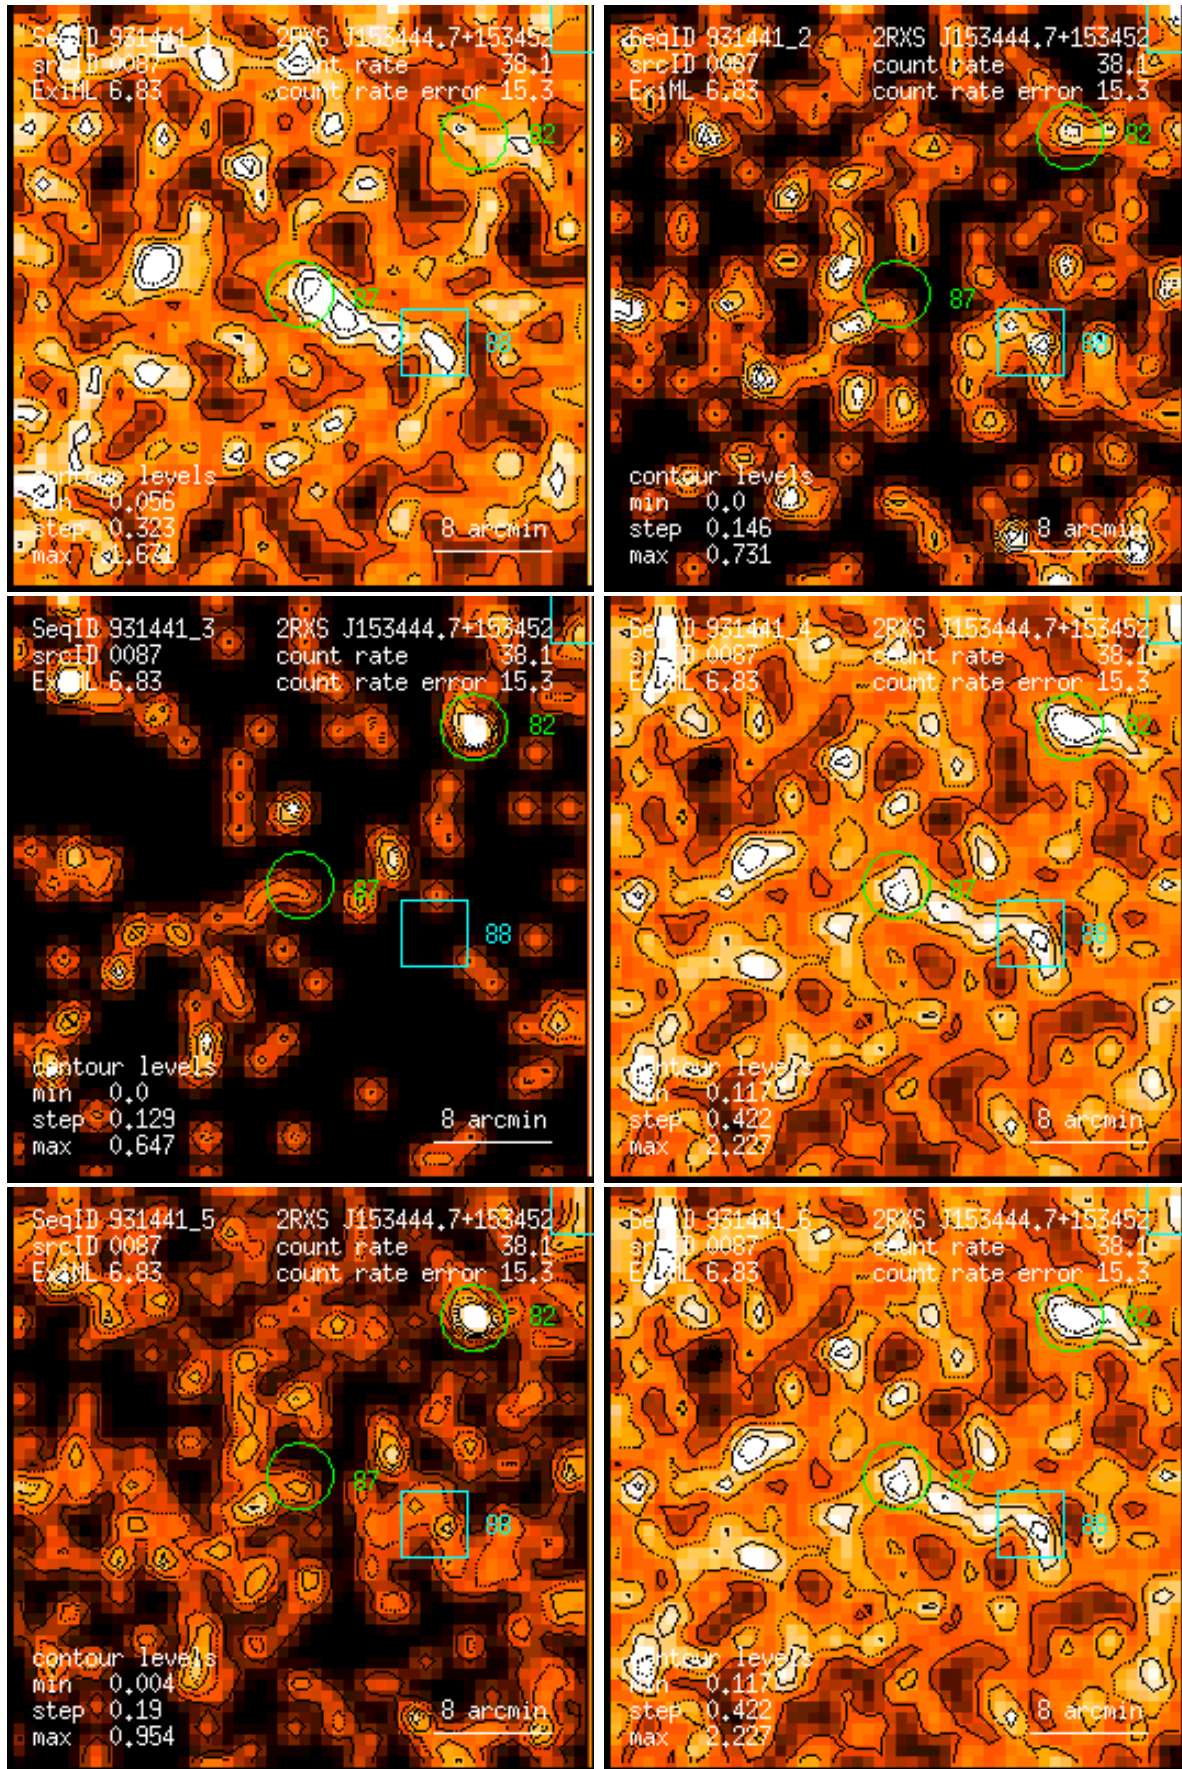 SeqID 931441_1 2RXS J153444.7+153452
srcID 0087 count rate 38.1
ExiML 6.83 count rate error 15.3
82
87
88
contour levels
min 0.056
step 0.323
max 1.671
8 arcmin
SeqID 931441_2 2RXS J153444.7+153452
srcID 0087 count rate 38.1
ExiML 6.83 count rate error 15.3
82
87
88
contour levels
min 0.0
step 0.146
max 0.731
8 arcmin
SeqID 931441_3 2RXS J153444.7+153452
srcID 0087 count rate 38.1
ExiML 6.83 count rate error 15.3
82
87
88
contour levels
min 0.0
step 0.129
max 0.647
8 arcmin
SeqID 931441_4 2RXS J153444.7+153452
srcID 0087 count rate 38.1
ExiML 6.83 count rate error 15.3
82
87
88
contour levels
min 0.117
step 0.422
max 2.227
8 arcmin
SeqID 931441_5 2RXS J153444.7+153452
srcID 0087 count rate 38.1
ExiML 6.83 count rate error 15.3
82
87
88
contour levels
min 0.004
step 0.19
max 0.954
8 arcmin
SeqID 931441_6 2RXS J153444.7+153452
srcID 0087 count rate 38.1
ExiML 6.83 count rate error 15.3
82
87
88
contour levels
min 0.117
step 0.422
max 2.227
8 arcmin